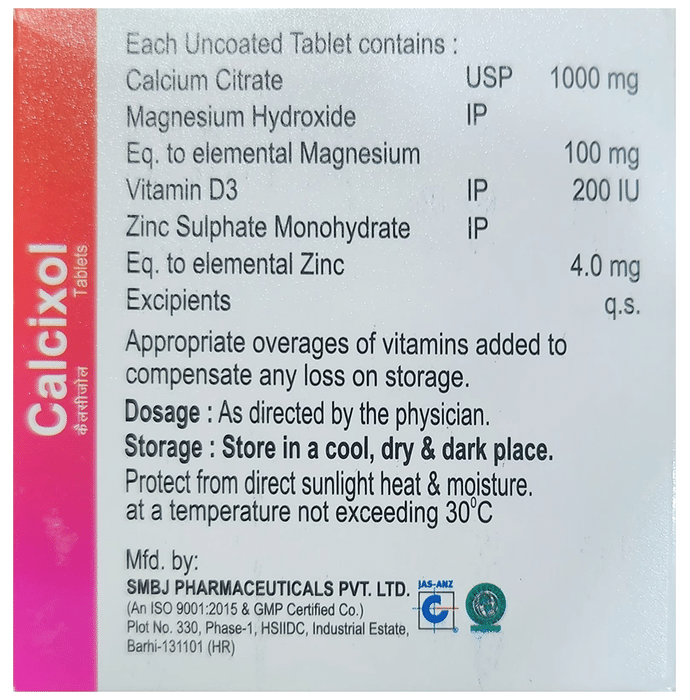 Calcixol
कैलसीजोल
Tablets
Each Uncoated Tablet contains :
Calcium Citrate USP 1000 mg
Magnesium Hydroxide IP
Eq. to elemental Magnesium 100 mg
Vitamin D3 IP 200 IU
Zinc Sulphate Monohydrate IP
Eq. to elemental Zinc 4.0 mg
Excipients q.s.
Appropriate overages of vitamins added to
compensate any loss on storage.
Dosage : As directed by the physician.
Storage : Store in a cool, dry & dark place.
Protect from direct sunlight heat & moisture.
at a temperature not exceeding 30⁰C
Mfd. by:
SMBJ PHARMACEUTICALS PVT. LTD.
(An ISO 9001:2015 & GMP Certified Co.)
Plot No. 330, Phase-1, HSIIDC, Industrial Estate,
Barhi-131101 (HR)
JAS-ANZ